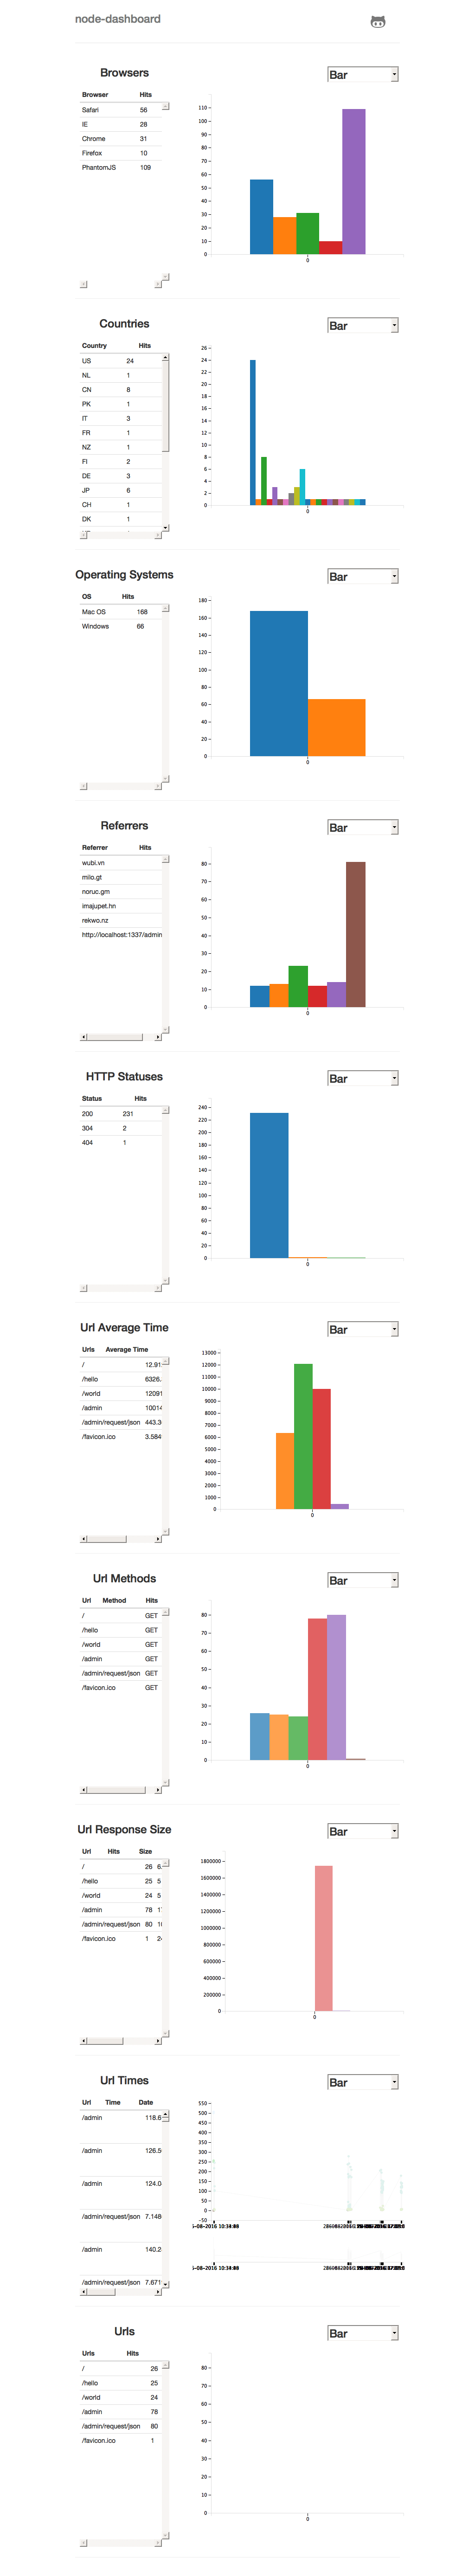 node-dashboard
Browsers
Bar
Browser Hits
Safari 56
IE 28
Chrome 31
Firefox 10
PhantomJS 109
110
100
90
80
70
60
50
40
30
20
10
0
0
Countries
Bar
Country Hits
US 24
NL 1
CN 8
PK 1
IT 3
FR 1
NZ 1
FI 2
DE 3
JP 6
CH 1
DK 1
26
24
22
20
18
16
14
12
10
8
6
4
2
0
0
Operating Systems
Bar
OS Hits
Mac OS 168
Windows 66
180
160
140
120
100
80
60
40
20
0
0
Referrers
Bar
Referrer Hits
wubi.vn
milo.gt
noruc.gm
imajupet.hn
rekwo.nz
http://localhost:1337/admin
80
70
60
50
40
30
20
10
0
0
HTTP Statuses
Bar
Status Hits
200 231
304 2
404 1
240
220
200
180
160
140
120
100
80
60
40
20
0
0
Url Average Time
Bar
Urls Average Time
/ 12.91
/hello 6326.
/world 12091
/admin 10014
/admin/request/json 443.3
/favicon.ico 3.584
13000
12000
11000
10000
9000
8000
7000
6000
5000
4000
3000
2000
1000
0
0
Url Methods
Bar
Url Method Hits
/ GET
/hello GET
/world GET
/admin GET
/admin/request/json GET
/favicon.ico GET
80
70
60
50
40
30
20
10
0
0
Url Response Size
Bar
Url Hits Size
/ 26 6.
/hello 25 5
/world 24 5
/admin 78
/admin/request/json 80
/favicon.ico 1
1800000
1600000
1400000
1200000
1000000
800000
600000
400000
200000
0
0
Url Times
Bar
Url Time Date
/admin 118.6
/admin 126.5
/admin 124.0
/admin/request/json 7.148
/admin 140.2
/admin/request/json 7.671
550
500
450
400
350
300
250
200
150
100
50
0
-50
Urls
Bar
Urls Hits
/ 26
/hello 25
/world 24
/admin 78
/admin/request/json 80
/favicon.ico 1
80
70
60
50
40
30
20
10
0
0